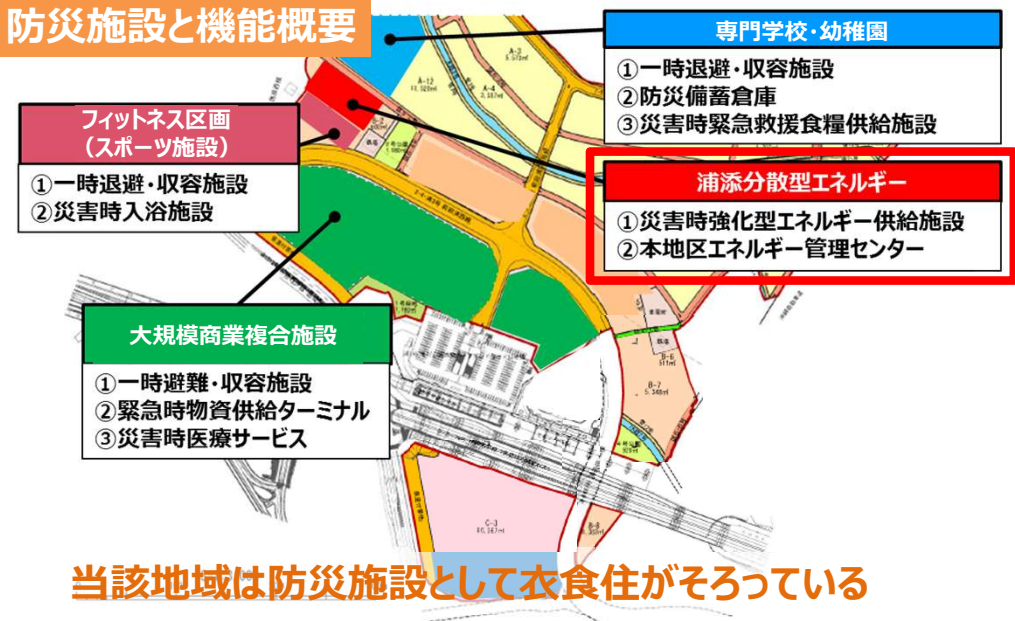 防災施設と機能概要
専門学校・幼稚園
①一時退避・収容施設
②防災備蓄倉庫
③災害時緊急救援食糧供給施設
フィットネス区画
（スポーツ施設）
①一時退避・収容施設
②災害時入浴施設
浦添分散型エネルギー
①災害時強化型エネルギー供給施設
②本地区エネルギー管理センター
大規模商業複合施設
①一時避難・収容施設
②緊急時物資供給ターミナル
③災害時医療サービス
A-3
A-4
A-12
B-6
511㎡
B-7
C-3
B-8
当該地域は防災施設として衣食住がそろっている